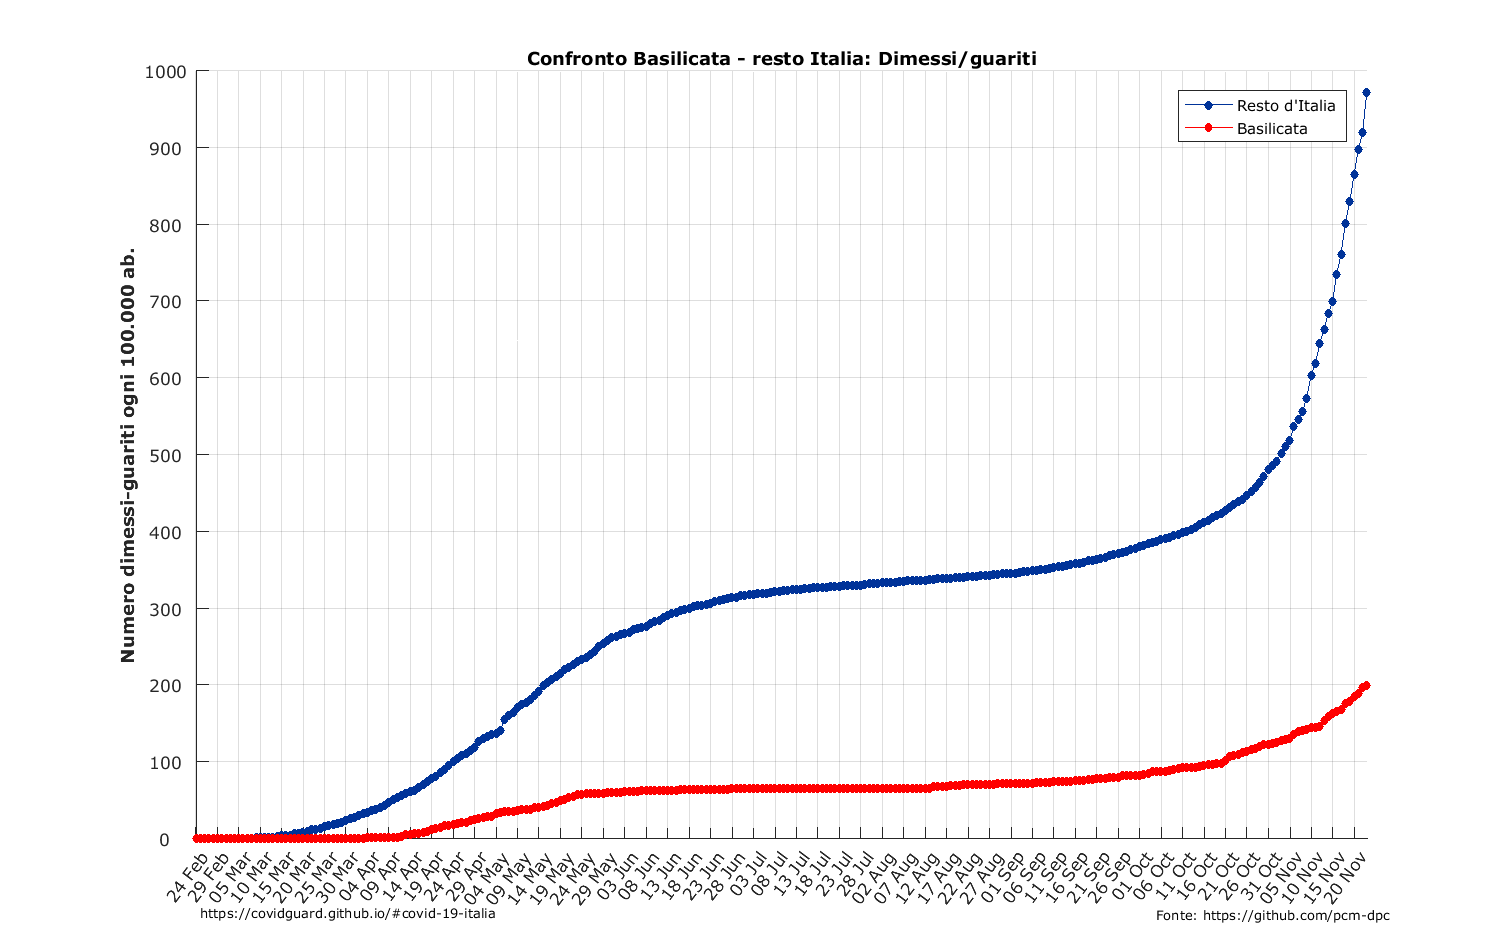 Confronto Basilicata - resto Italia: Dimessi/guariti
Numero dimessi-guariti ogni 100.000 ab.
1000
900
800
700
600
500
400
300
200
100
0
Resto d'Italia
Basilicata
24 Feb
29 Feb
05 Mar
10 Mar
15 Mar
20 Mar
25 Mar
30 Mar
04 Apr
09 Apr
14 Apr
19 Apr
24 Apr
29 Apr
04 May
09 May
14 May
19 May
24 May
29 May
03 Jun
08 Jun
13 Jun
18 Jun
23 Jun
28 Jun
03 Jul
08 Jul
13 Jul
18 Jul
23 Jul
28 Jul
02 Aug
07 Aug
12 Aug
17 Aug
22 Aug
27 Aug
01 Sep
06 Sep
11 Sep
16 Sep
21 Sep
26 Sep
01 Oct
06 Oct
11 Oct
16 Oct
21 Oct
26 Oct
31 Oct
05 Nov
10 Nov
15 Nov
20 Nov
https://covidguard.github.io/#covid-19-italia
Fonte: https://github.com/pcm-dpc